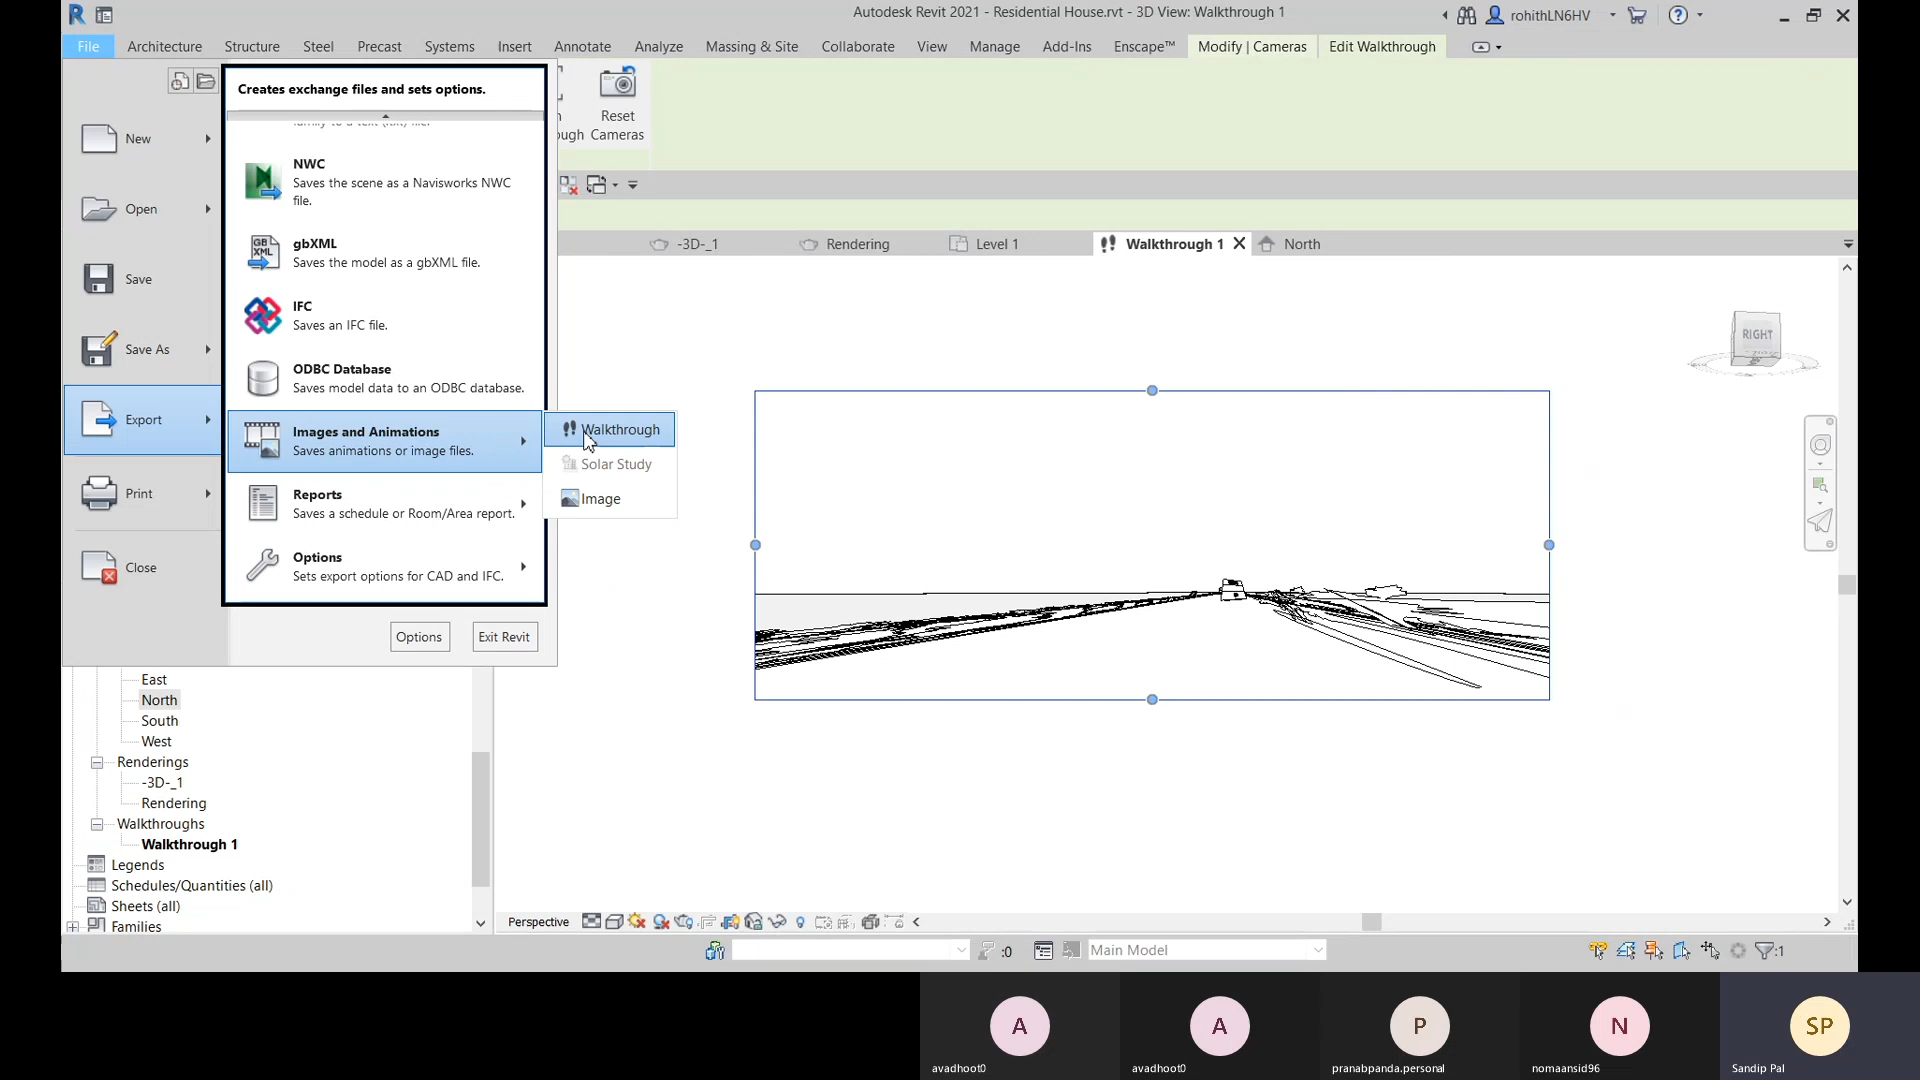 Autodesk Revit 2021 - Residential House.rvt - 3D View: Walkthrough 1
rohithLN6HV
File Architecture Structure Steel Precast Systems Insert Annotate Analyze Massing & Site Collaborate View Manage Add-Ins Enscape™ Modify | Cameras Edit Walkthrough
Creates exchange files and sets options.
Reset
Cameras
New
Open
Save
Save As
Export
Print
Close
NWC
Saves the scene as a Navisworks NWC
file.
gbXML
Saves the model as a gbXML file.
IFC
Saves an IFC file.
ODBC Database
Saves model data to an ODBC database.
Images and Animations
Saves animations or image files.
Reports
Saves a schedule or Room/Area report.
Options
Sets export options for CAD and IFC.
Walkthrough
Solar Study
Image
Options Exit Revit
-3D-_1 Rendering Level 1 Walkthrough 1 North
RIGHT
East
North
South
West
Renderings
-3D-_1
Rendering
Walkthroughs
Walkthrough 1
Legends
Schedules/Quantities (all)
Sheets (all)
Families
Perspective
:0 Main Model :1
A A P N SP
avadhoot0 avadhoot0 pranabpanda.personal nomaansid96 Sandip Pal